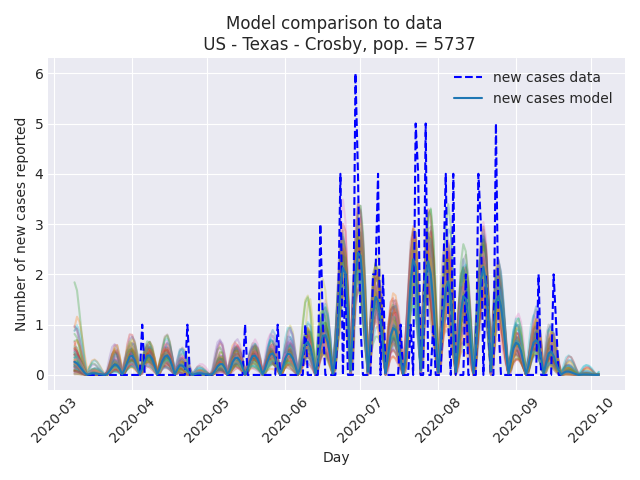 Model comparison to data
US - Texas - Crosby, pop. = 5737
new cases data
new cases model
Number of new cases reported
6
5
4
3
2
1
0
2020-03
2020-04
2020-05
2020-06
2020-07
2020-08
2020-09
2020-10
Day